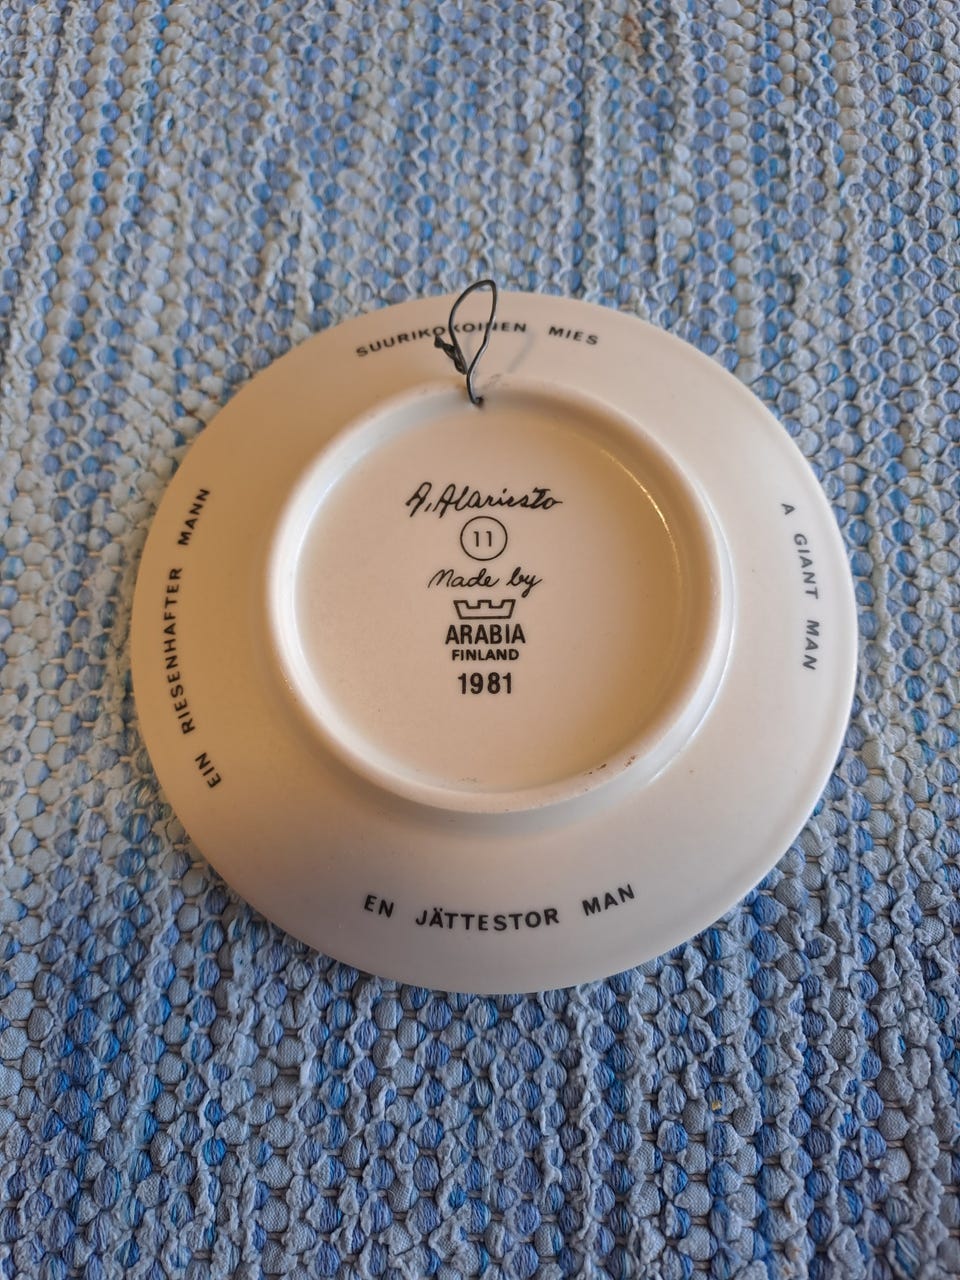 SUURIKOKOINEN MIES
A. Alariesto
11
Made by
ARABIA
FINLAND
1981
A GIANT MAN
EN JÄTTESTOR MAN
EIN RIESENHAFTER MANN